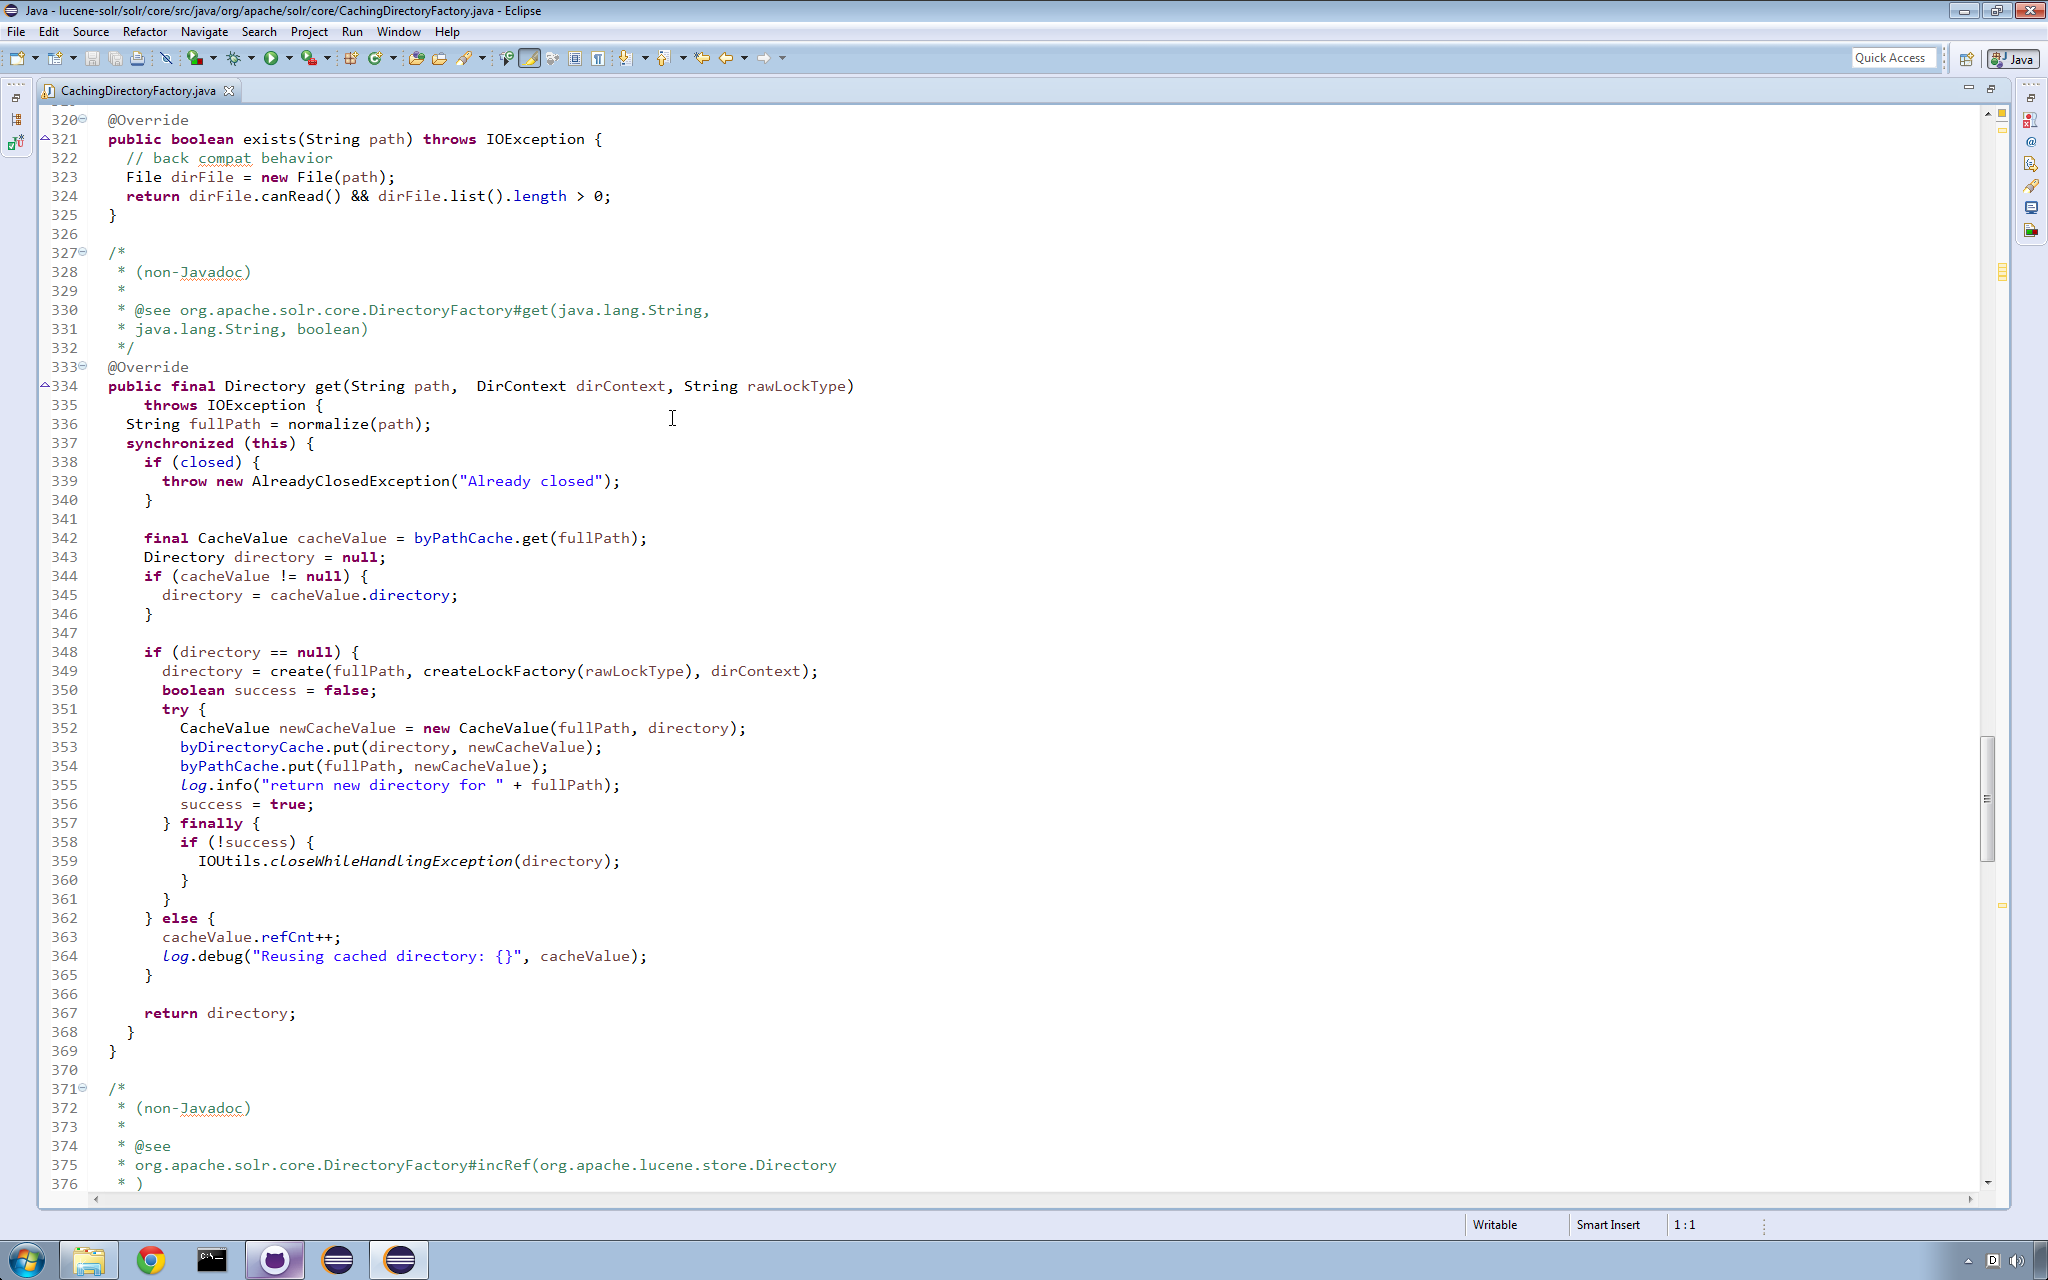 Java - lucene-solr/solr/core/src/java/org/apache/solr/core/CachingDirectoryFactory.java - Eclipse
File Edit Source Refactor Navigate Search Project Run Window Help
Quick Access
Java
CachingDirectoryFactory.java
320 @Override
321 public boolean exists(String path) throws IOException {
322 // back compat behavior
323 File dirFile = new File(path);
324 return dirFile.canRead() && dirFile.list().length > 0;
325 }
326
327 /*
328 * (non-Javadoc)
329 *
330 * @see org.apache.solr.core.DirectoryFactory#get(java.lang.String,
331 * java.lang.String, boolean)
332 */
333 @Override
334 public final Directory get(String path,  DirContext dirContext, String rawLockType)
335 throws IOException {
336 String fullPath = normalize(path);
337 synchronized (this) {
338 if (closed) {
339 throw new AlreadyClosedException("Already closed");
340 }
341
342 final CacheValue cacheValue = byPathCache.get(fullPath);
343 Directory directory = null;
344 if (cacheValue != null) {
345 directory = cacheValue.directory;
346 }
347
348 if (directory == null) {
349 directory = create(fullPath, createLockFactory(rawLockType), dirContext);
350 boolean success = false;
351 try {
352 CacheValue newCacheValue = new CacheValue(fullPath, directory);
353 byDirectoryCache.put(directory, newCacheValue);
354 byPathCache.put(fullPath, newCacheValue);
355 log.info("return new directory for " + fullPath);
356 success = true;
357 } finally {
358 if (!success) {
359 IOUtils.closeWhileHandlingException(directory);
360 }
361 }
362 } else {
363 cacheValue.refCnt++;
364 log.debug("Reusing cached directory: {}", cacheValue);
365 }
366
367 return directory;
368 }
369 }
370
371 /*
372 * (non-Javadoc)
373 *
374 * @see
375 * org.apache.solr.core.DirectoryFactory#incRef(org.apache.lucene.store.Directory
376 * )
Writable Smart Insert 1 : 1
C:\
D